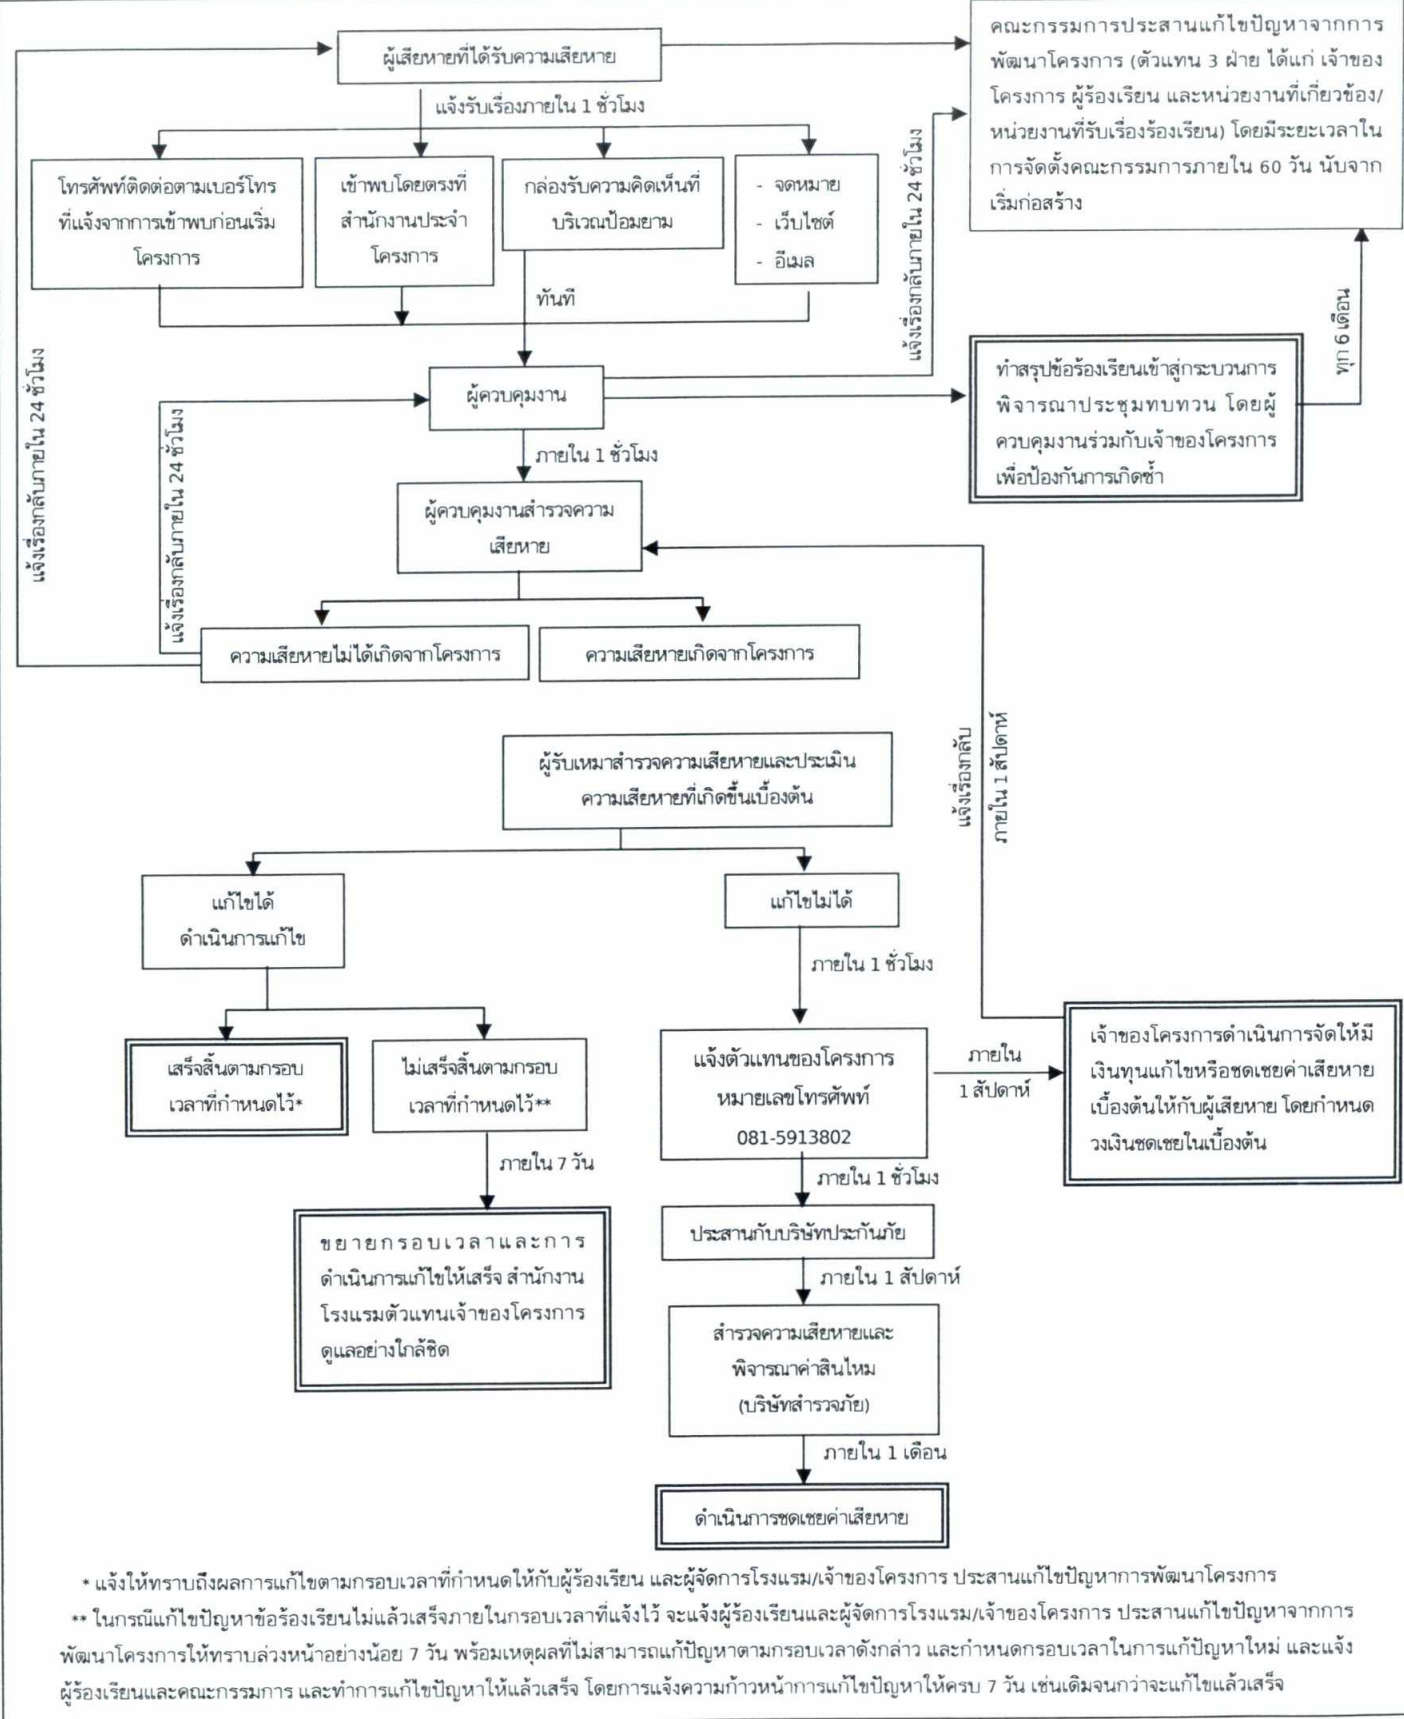 ผู้เสียหายที่ได้รับความเสียหาย
คณะกรรมการประสานแก้ไขปัญหาจากการ
พัฒนาโครงการ (ตัวแทน 3 ฝ่าย ได้แก่ เจ้าของ
โครงการ ผู้ร้องเรียน และหน่วยงานที่เกี่ยวข้อง/
หน่วยงานที่รับเรื่องร้องเรียน) โดยมีระยะเวลาใน
การจัดตั้งคณะกรรมการภายใน 60 วัน นับจาก
เริ่มก่อสร้าง
แจ้งรับเรื่องภายใน 1 ชั่วโมง
โทรศัพท์ติดต่อตามเบอร์โทร
ที่แจ้งจากการเข้าพบก่อนเริ่ม
โครงการ
เข้าพบโดยตรงที่
สำนักงานประจำ
โครงการ
กล่องรับความคิดเห็นที่
บริเวณป้อมยาม
- จดหมาย
- เว็บไซต์
- อีเมล
แจ้งเรื่องกลับภายใน 24 ชั่วโมง
ทันที
ทุก 6 เดือน
ผู้ควบคุมงาน
ทำสรุปข้อร้องเรียนเข้าสู่กระบวนการ
พิจารณาประชุมทบทวน โดยผู้
ควบคุมงานร่วมกับเจ้าของโครงการ
เพื่อป้องกันการเกิดซ้ำ
แจ้งเรื่องกลับภายใน 24 ชั่วโมง
แจ้งเรื่องกลับภายใน 24 ชั่วโมง
ภายใน 1 ชั่วโมง
ผู้ควบคุมงานสำรวจความ
เสียหาย
ความเสียหายไม่ได้เกิดจากโครงการ
ความเสียหายเกิดจากโครงการ
ผู้รับเหมาสำรวจความเสียหายและประเมิน
ความเสียหายที่เกิดขึ้นเบื้องต้น
แจ้งเรื่องกลับ
ภายใน 1 สัปดาห์
แก้ไขได้
ดำเนินการแก้ไข
แก้ไขไม่ได้
ภายใน 1 ชั่วโมง
เสร็จสิ้นตามกรอบ
เวลาที่กำหนดไว้*
ไม่เสร็จสิ้นตามกรอบ
เวลาที่กำหนดไว้**
แจ้งตัวแทนของโครงการ
หมายเลขโทรศัพท์
081-5913802
ภายใน
1 สัปดาห์
เจ้าของโครงการดำเนินการจัดให้มี
เงินทุนแก้ไขหรือชดเชยค่าเสียหาย
เบื้องต้นให้กับผู้เสียหาย โดยกำหนด
วงเงินชดเชยในเบื้องต้น
ภายใน 7 วัน
ภายใน 1 ชั่วโมง
ขยายกรอบเวลาและการ
ดำเนินการแก้ไขให้เสร็จ สำนักงาน
โรงแรมตัวแทนเจ้าของโครงการ
ดูแลอย่างใกล้ชิด
ประสานกับบริษัทประกันภัย
ภายใน 1 สัปดาห์
สำรวจความเสียหายและ
พิจารณาค่าสินไหม
(บริษัทสำรวจภัย)
ภายใน 1 เดือน
ดำเนินการชดเชยค่าเสียหาย
* แจ้งให้ทราบถึงผลการแก้ไขตามกรอบเวลาที่กำหนดให้กับผู้ร้องเรียน และผู้จัดการโรงแรม/เจ้าของโครงการ ประสานแก้ไขปัญหาการพัฒนาโครงการ
** ในกรณีแก้ไขปัญหาข้อร้องเรียนไม่แล้วเสร็จภายในกรอบเวลาที่แจ้งไว้ จะแจ้งผู้ร้องเรียนและผู้จัดการโรงแรม/เจ้าของโครงการ ประสานแก้ไขปัญหาจากการ
พัฒนาโครงการให้ทราบล่วงหน้าอย่างน้อย 7 วัน พร้อมเหตุผลที่ไม่สามารถแก้ปัญหาตามกรอบเวลาดังกล่าว และกำหนดกรอบเวลาในการแก้ปัญหาใหม่ และแจ้ง
ผู้ร้องเรียนและคณะกรรมการ และทำการแก้ไขปัญหาให้แล้วเสร็จ โดยการแจ้งความก้าวหน้าการแก้ไขปัญหาให้ครบ 7 วัน เช่นเดิมจนกว่าจะแก้ไขแล้วเสร็จ